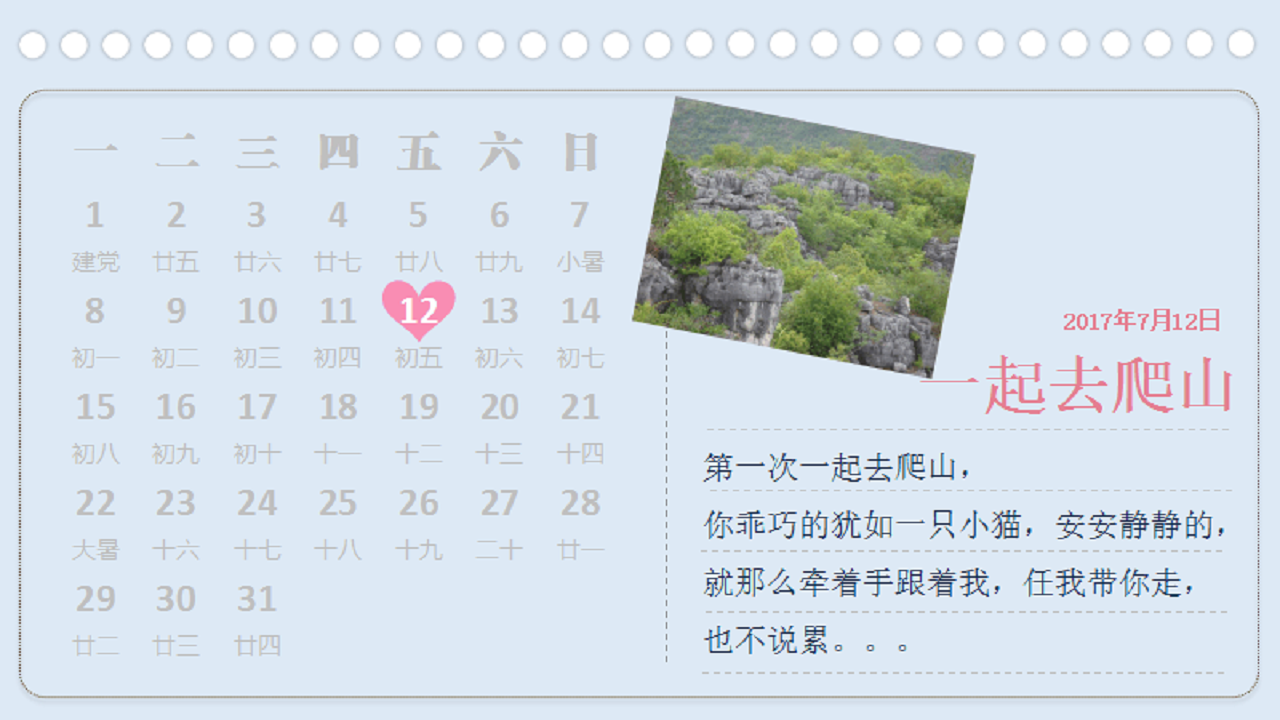 一 二 三 四 五 六 日
1 2 3 4 5 6 7
建党 廿五 廿六 廿七 廿八 廿九 小暑
8 9 10 11 12 13 14
初一 初二 初三 初四 初五 初六 初七
15 16 17 18 19 20 21
初八 初九 初十 十一 十二 十三 十四
22 23 24 25 26 27 28
大暑 十六 十七 十八 十九 二十 廿一
29 30 31
廿二 廿三 廿四
2017年7月12日
一起去爬山
第一次一起去爬山，
你乖巧的犹如一只小猫，安安静静的，
就那么牵着手跟着我，任我带你走，
也不说累。。。